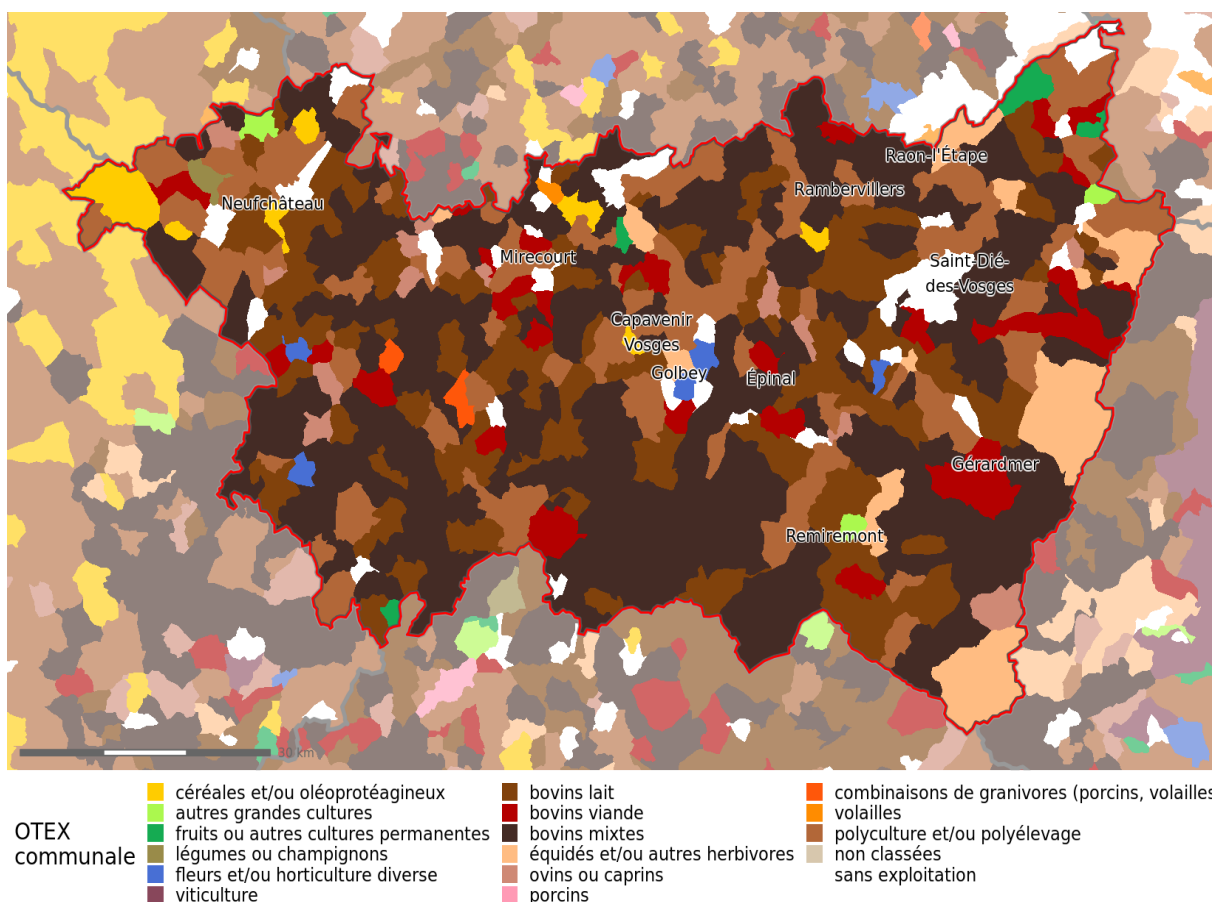 Raon-l'Étape
Rambervillers
Neufchâteau
Mirecourt
Saint-Dié-
des-Vosges
Capavenir
Vosges
Golbey
Épinal
Gérardmer
Remiremont
30 km
OTEX
communale
céréales et/ou oléoprotéagineux
autres grandes cultures
fruits ou autres cultures permanentes
légumes ou champignons
fleurs et/ou horticulture diverse
viticulture
bovins lait
bovins viande
bovins mixtes
équidés et/ou autres herbivores
ovins ou caprins
porcins
combinaisons de granivores (porcins, volailles
volailles
polyculture et/ou polyélevage
non classées
sans exploitation